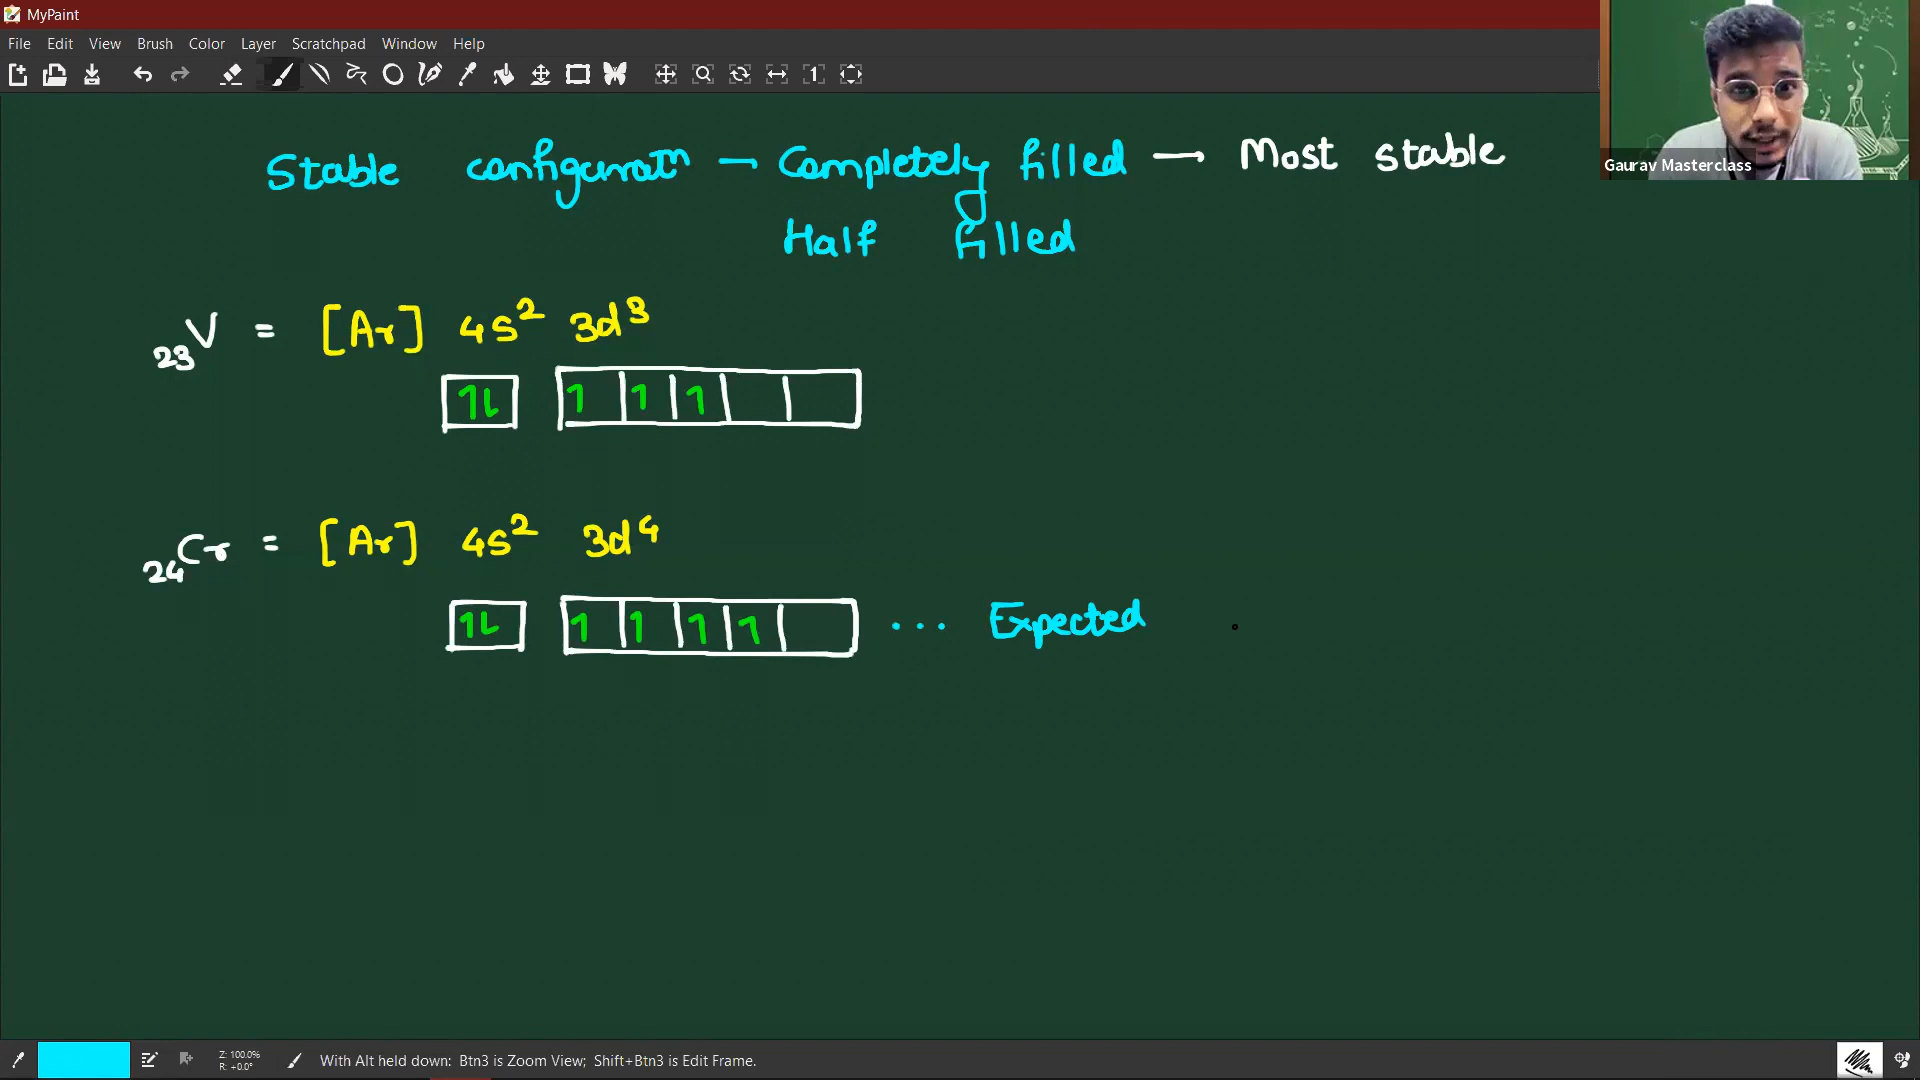 MyPaint
File Edit View Brush Color Layer Scratchpad Window Help
Gaurav Masterclass
Stable configuratⁿ — Completely filled → Most stable
Half filled
₂₃V = [Ar] 4s² 3d³
1L 1 1 1
₂₄Cr = [Ar] 4s² 3d⁴
1L 1 1 1 1 ... Expected
Z: 100.0%
R: +0.0°
With Alt held down: Btn3 is Zoom View; Shift+Btn3 is Edit Frame.